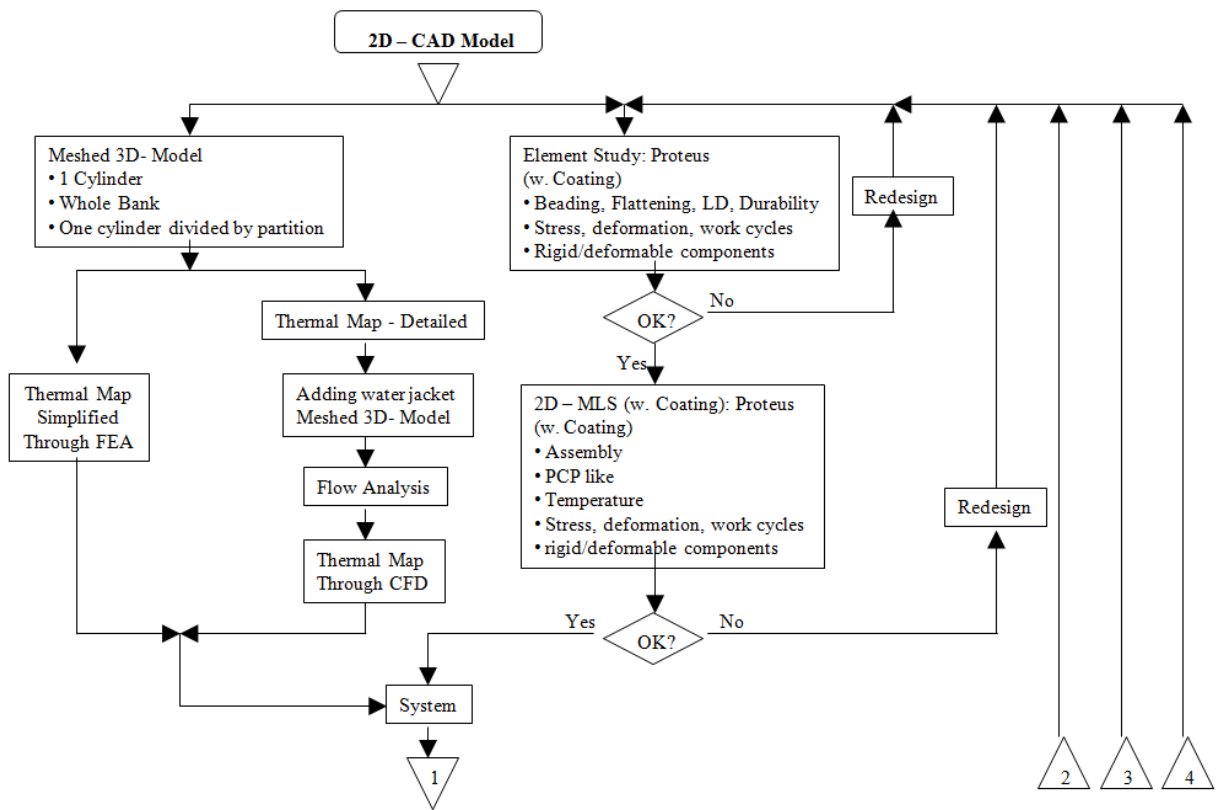 2D – CAD Model
Meshed 3D- Model
• 1 Cylinder
• Whole Bank
• One cylinder divided by partition
Element Study: Proteus
(w. Coating)
• Beading, Flattening, LD, Durability
• Stress, deformation, work cycles
• Rigid/deformable components
Redesign
Thermal Map - Detailed
OK?
No
Yes
Thermal Map
Simplified
Through FEA
Adding water jacket
Meshed 3D- Model
2D – MLS (w. Coating): Proteus
(w. Coating)
• Assembly
• PCP like
• Temperature
• Stress, deformation, work cycles
• rigid/deformable components
Flow Analysis
Redesign
Thermal Map
Through CFD
Yes
OK?
No
System
1
2
3
4